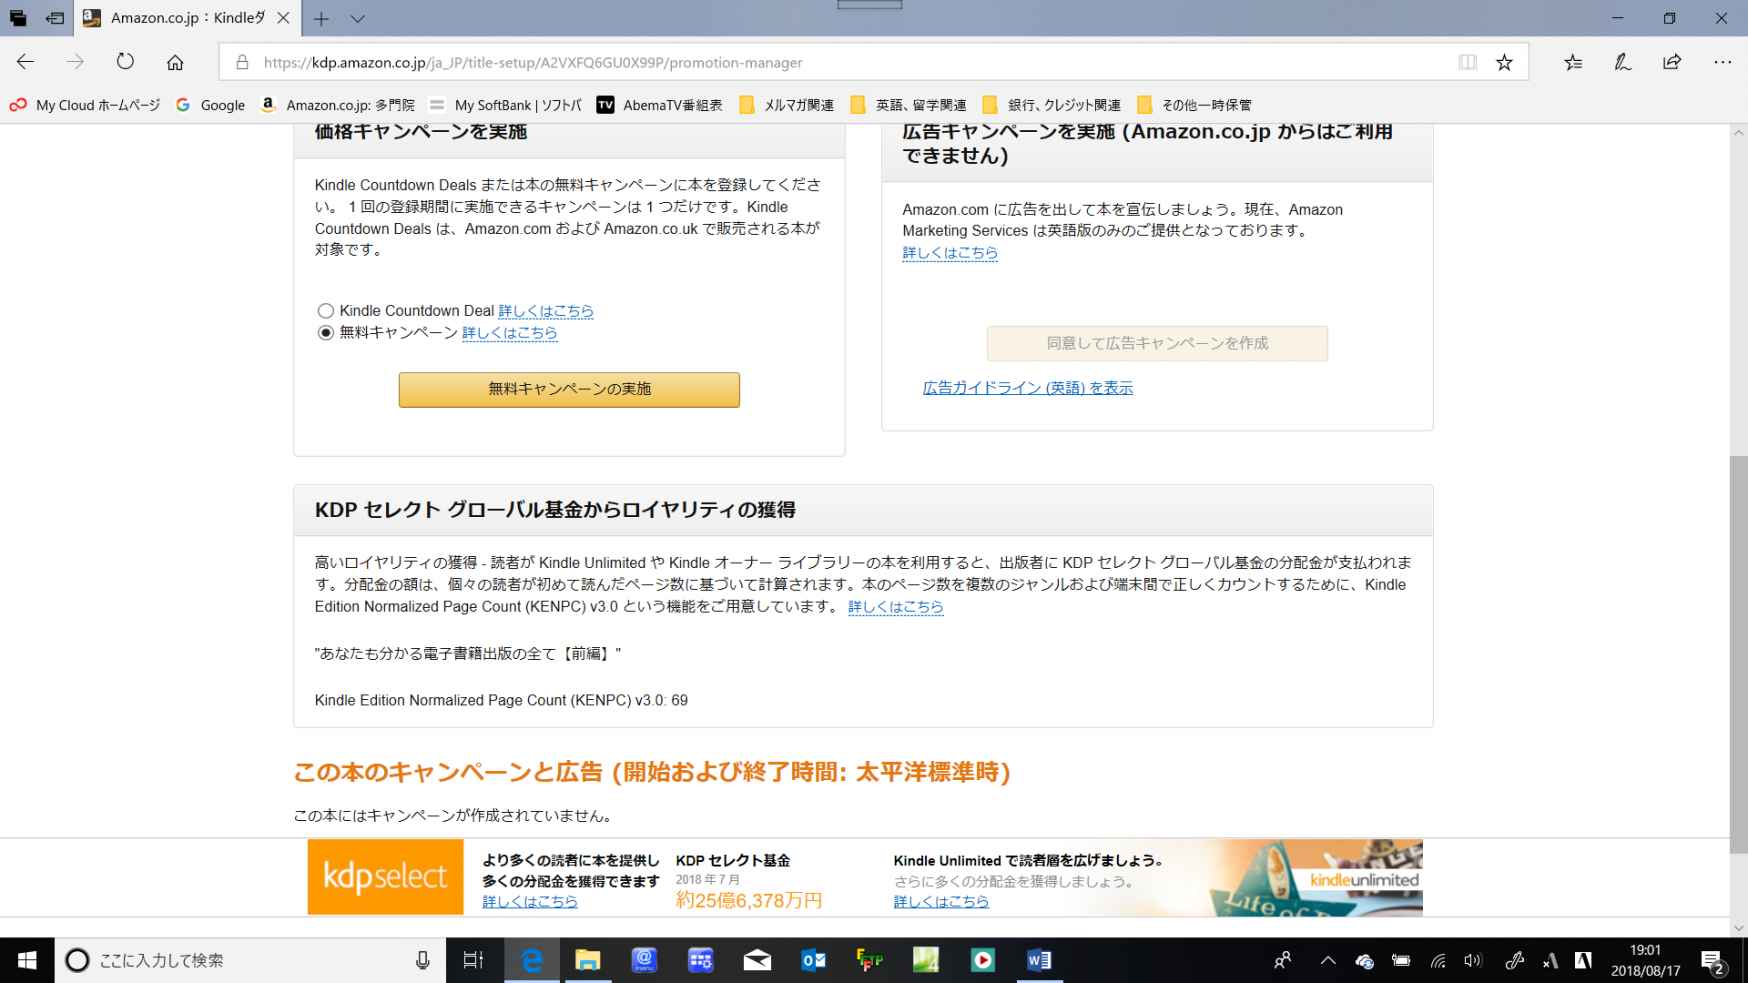 Amazon.co.jp：Kindleダ
https://kdp.amazon.co.jp/ja_JP/title-setup/A2VXFQ6GU0X99P/promotion-manager
My Cloud ホームページ
Google
Amazon.co.jp: 多門院
My SoftBank | ソフトバ
AbemaTV番組表
メルマガ関連
英語、留学関連
銀行、クレジット関連
その他一時保管
価格キャンペーンを実施
Kindle Countdown Deals または本の無料キャンペーンに本を登録してくださ
い。 1 回の登録期間に実施できるキャンペーンは 1 つだけです。Kindle
Countdown Deals は、Amazon.com および Amazon.co.uk で販売される本が
対象です。
Kindle Countdown Deal 詳しくはこちら
無料キャンペーン 詳しくはこちら
無料キャンペーンの実施
広告キャンペーンを実施 (Amazon.co.jp からはご利用
できません)
Amazon.com に広告を出して本を宣伝しましょう。現在、Amazon
Marketing Services は英語版のみのご提供となっております。
詳しくはこちら
同意して広告キャンペーンを作成
広告ガイドライン (英語) を表示
KDP セレクト グローバル基金からロイヤリティの獲得
高いロイヤリティの獲得 - 読者が Kindle Unlimited や Kindle オーナー ライブラリーの本を利用すると、出版者に KDP セレクト グローバル基金の分配金が支払われま
す。分配金の額は、個々の読者が初めて読んだページ数に基づいて計算されます。本のページ数を複数のジャンルおよび端末間で正しくカウントするために、Kindle
Edition Normalized Page Count (KENPC) v3.0 という機能をご用意しています。 詳しくはこちら
"あなたも分かる電子書籍出版の全て【前編】"
Kindle Edition Normalized Page Count (KENPC) v3.0: 69
この本のキャンペーンと広告 (開始および終了時間: 太平洋標準時)
この本にはキャンペーンが作成されていません。
kdpselect
より多くの読者に本を提供し
多くの分配金を獲得できます
詳しくはこちら
KDP セレクト基金
2018 年 7 月
約25億6,378万円
Kindle Unlimited で読者層を広げましょう。
さらに多くの分配金を獲得しましょう。
詳しくはこちら
kindleunlimited
ここに入力して検索
19:01
2018/08/17
2